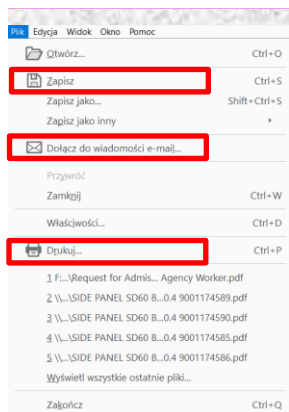 Plik Edycja Widok Okno Pomoc
Otwórz... Ctrl+O
Zapisz Ctrl+S
Zapisz jako... Shift+Ctrl+S
Zapisz jako inny
Dołącz do wiadomości e-mail...
Przywróć
Zamknij Ctrl+W
Właściwości... Ctrl+D
Drukuj... Ctrl+P
1 F:...\Request for Admis... Agency Worker.pdf
2 \\...\SIDE PANEL SD60 B...0.4 9001174589.pdf
3 \\...\SIDE PANEL SD60 B...0.4 9001174590.pdf
4 \\...\SIDE PANEL SD60 B...0.4 9001174585.pdf
5 \\...\SIDE PANEL SD60 B...0.4 9001174586.pdf
Wyświetl wszystkie ostatnie pliki...
Zakończ Ctrl+Q